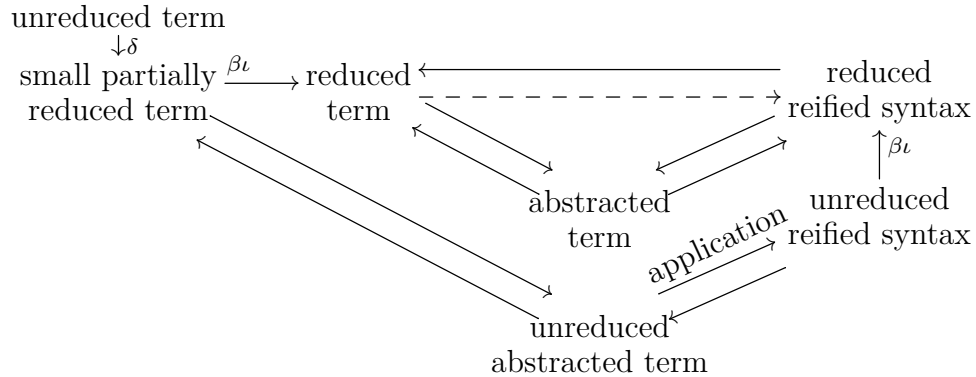 unreduced term
δ
small partially
reduced term
βι
reduced
term
reduced
reified syntax
βι
abstracted
term
unreduced
reified syntax
application
unreduced
abstracted term